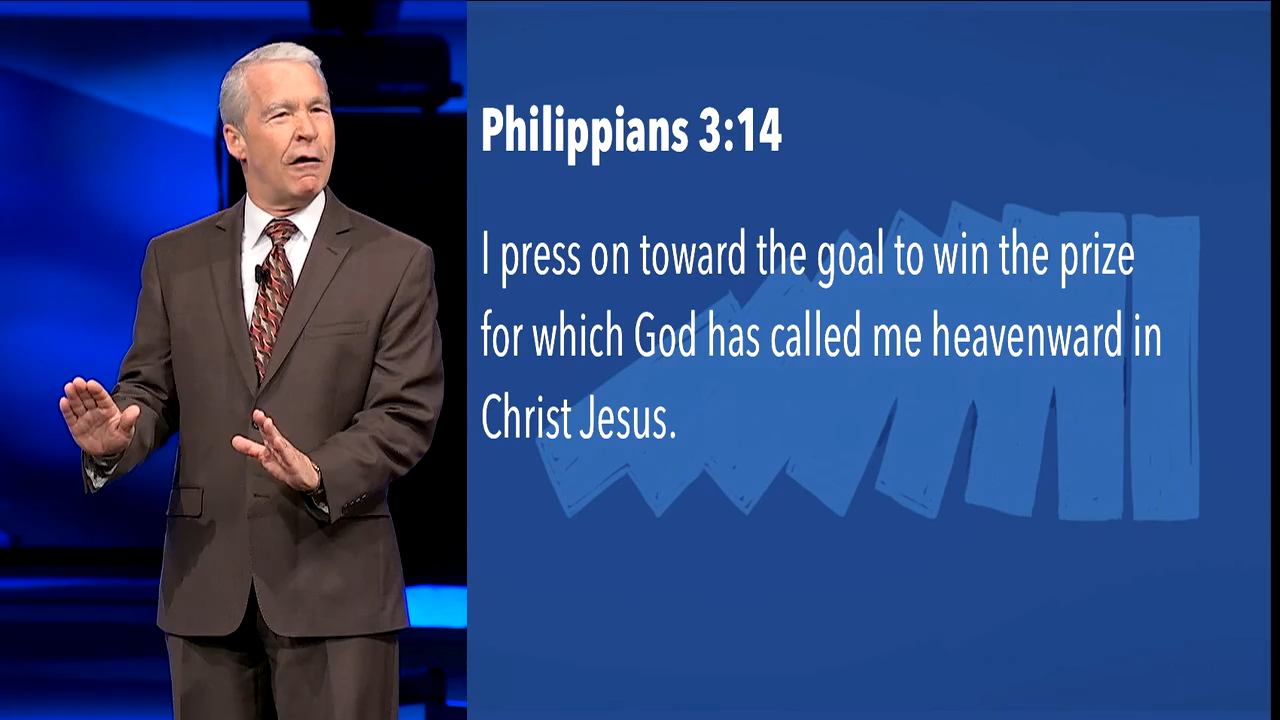 Philippians 3:14
I press on toward the goal to win the prize
for which God has called me heavenward in
Christ Jesus.